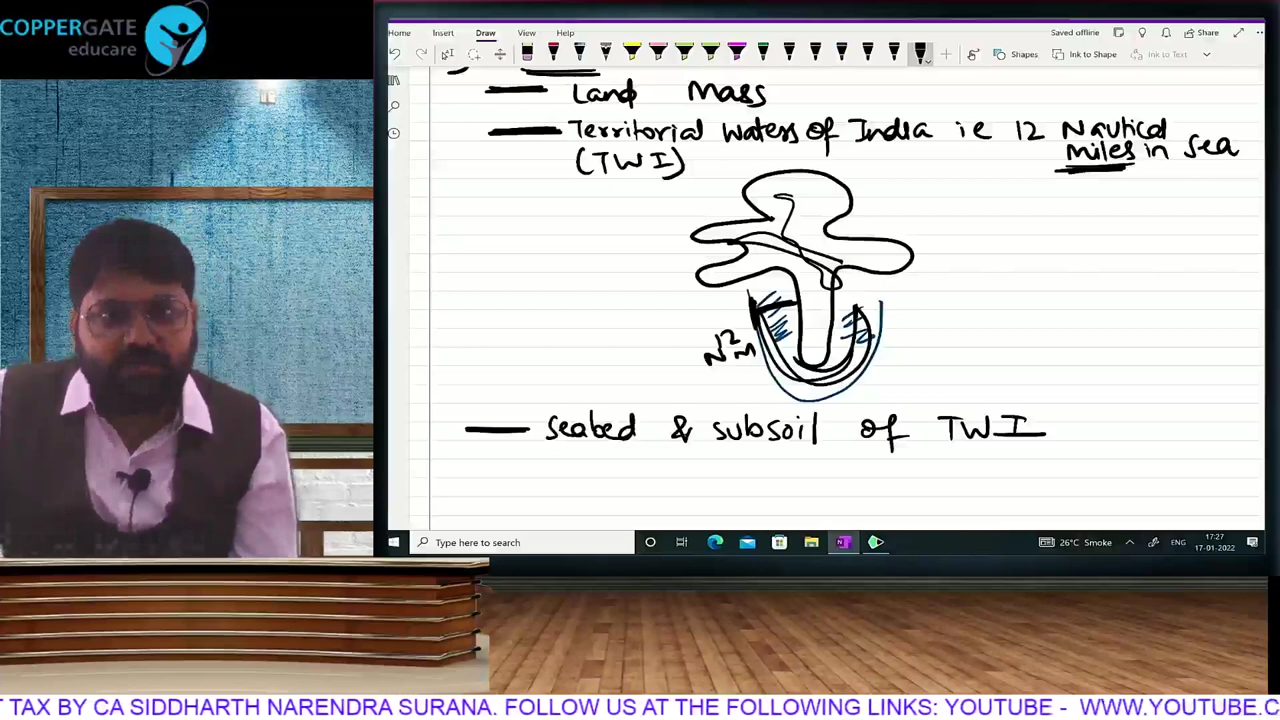 COPPERGATE
educare
Home Insert Draw View Help
Saved offline
Share
Shapes
Ink to Shape
Ink to Text
Land Mass
Territorial waters of India ie 12 Nautical
miles in sea
(TWI)
12
NM
seabed & subsoil of TWI
Type here to search
26°C Smoke
ENG
17:27
17-01-2022
T TAX BY CA SIDDHARTH NARENDRA SURANA. FOLLOW US AT THE FOLLOWING LINKS: YOUTUBE - WWW.YOUTUBE.C